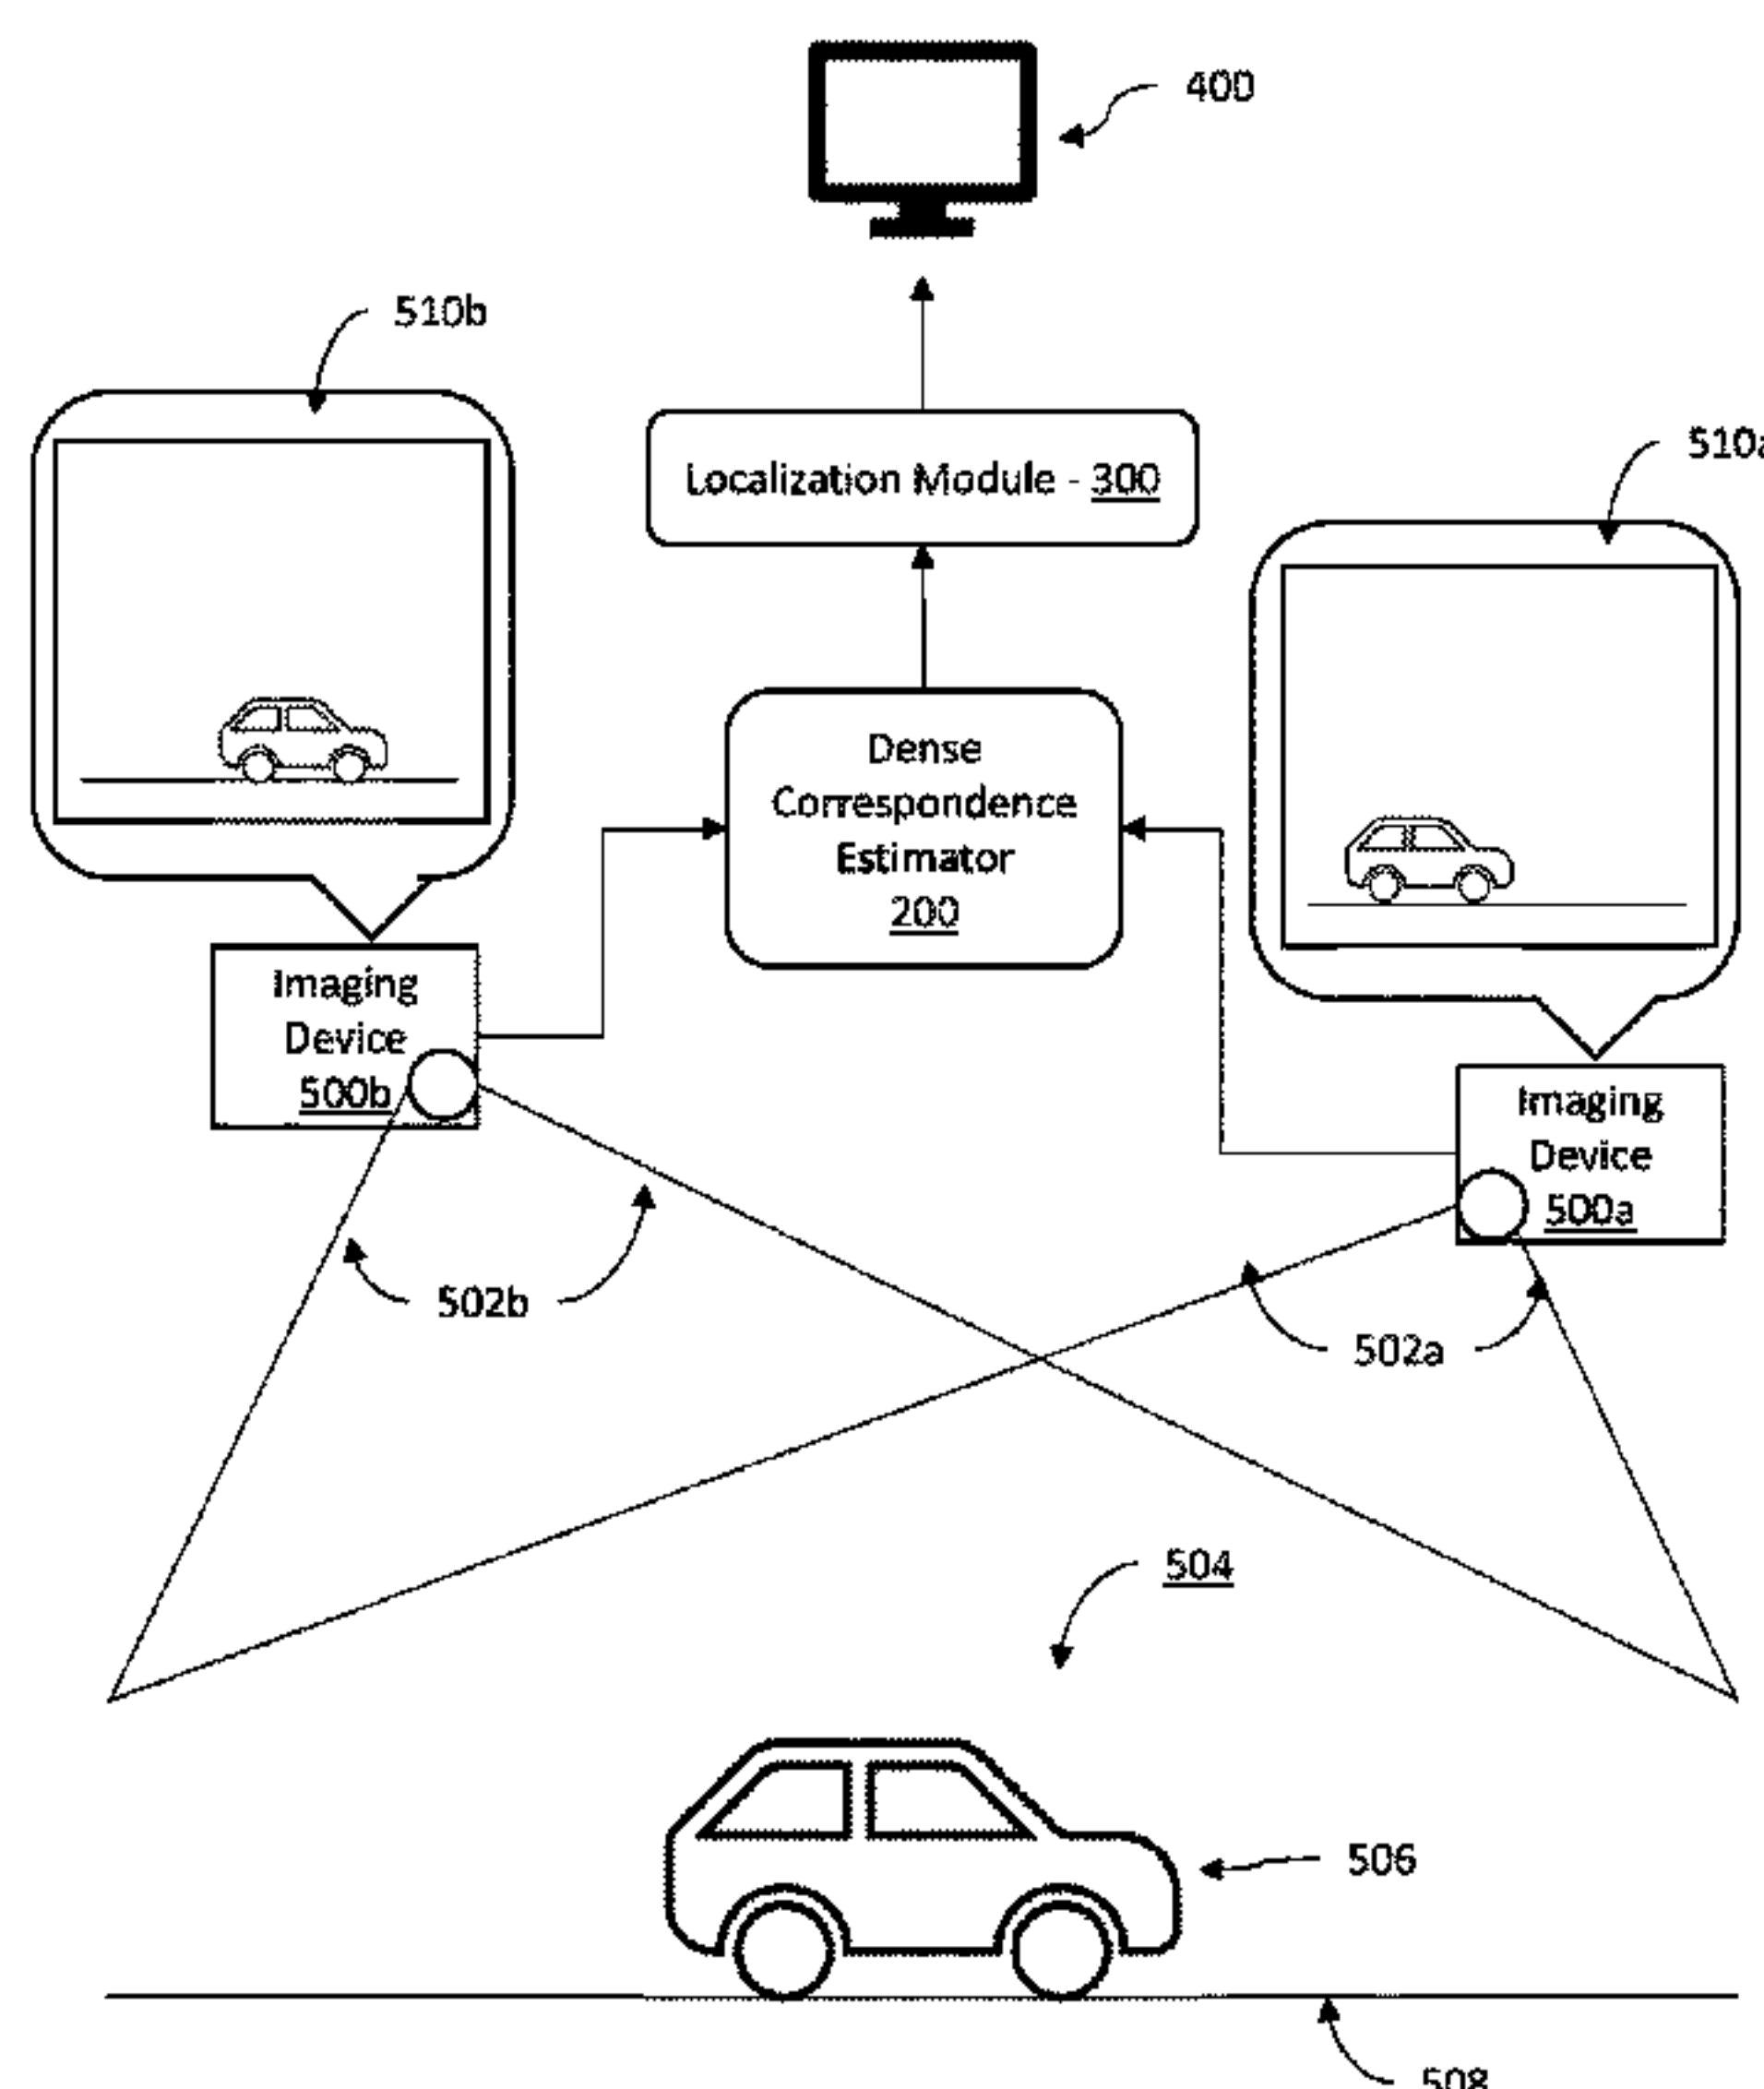 400
510b
Localization Module - 300
510a
Dense
Correspondence
Estimator
200
Imaging
Device
500b
Imaging
Device
500a
502b
502a
504
506
508